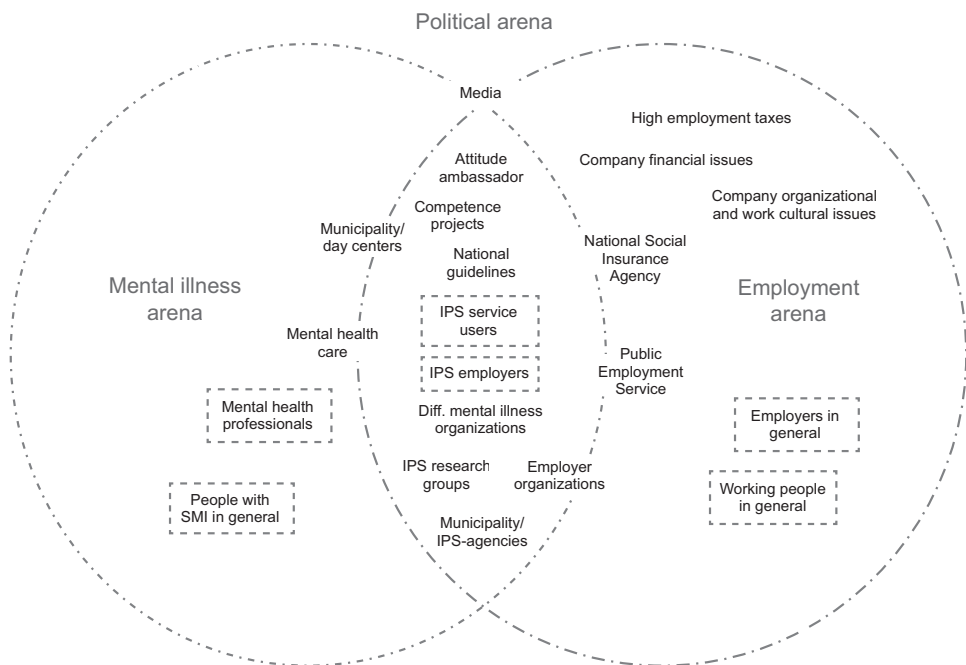 Political arena
Media
High employment taxes
Attitude
ambassador
Company financial issues
Company organizational
and work cultural issues
Competence
projects
Municipality/
day centers
National Social
Insurance
Agency
National
guidelines
Mental illness
arena
Employment
arena
IPS service
users
Mental health
care
IPS employers
Public
Employment
Service
Mental health
professionals
Diff. mental illness
organizations
Employers in
general
IPS research
groups
Employer
organizations
People with
SMI in general
Working people
in general
Municipality/
IPS-agencies